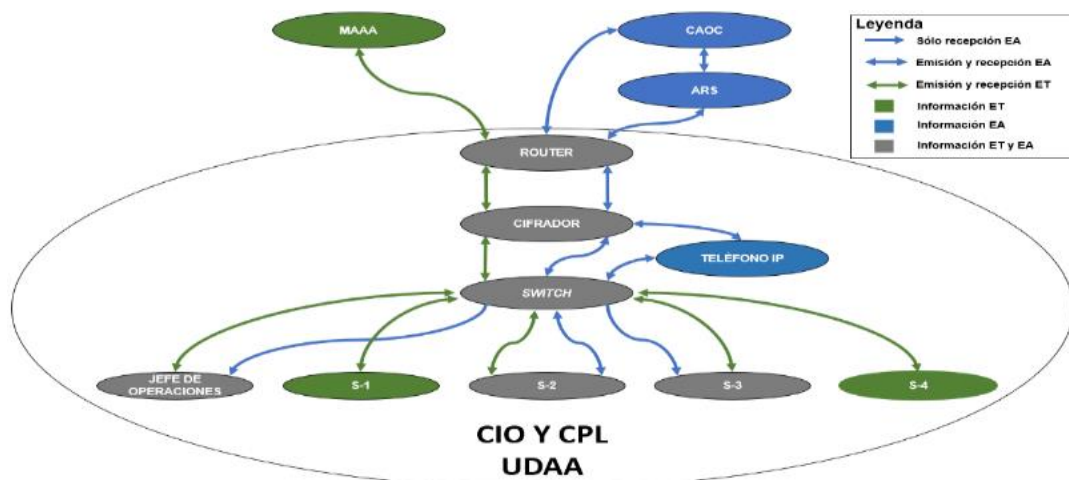 MAAA
CAOC
ARS
Leyenda
Sólo recepción EA
Emisión y recepción EA
Emisión y recepción ET
Información ET
Información EA
Información ET y EA
ROUTER
CIFRADOR
TELÉFONO IP
SWITCH
JEFE DE
OPERACIONES
S-1
S-2
S-3
S-4
CIO Y CPL
UDAA